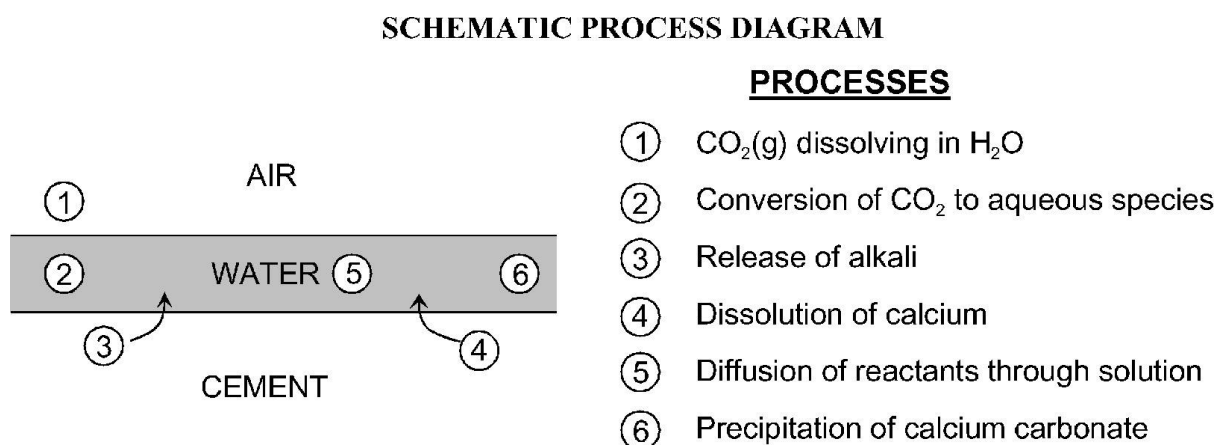 SCHEMATIC PROCESS DIAGRAM
PROCESSES
1 CO₂(g) dissolving in H₂O
2 Conversion of CO₂ to aqueous species
3 Release of alkali
4 Dissolution of calcium
5 Diffusion of reactants through solution
6 Precipitation of calcium carbonate
AIR
1
2 WATER 5 6
3 4
CEMENT